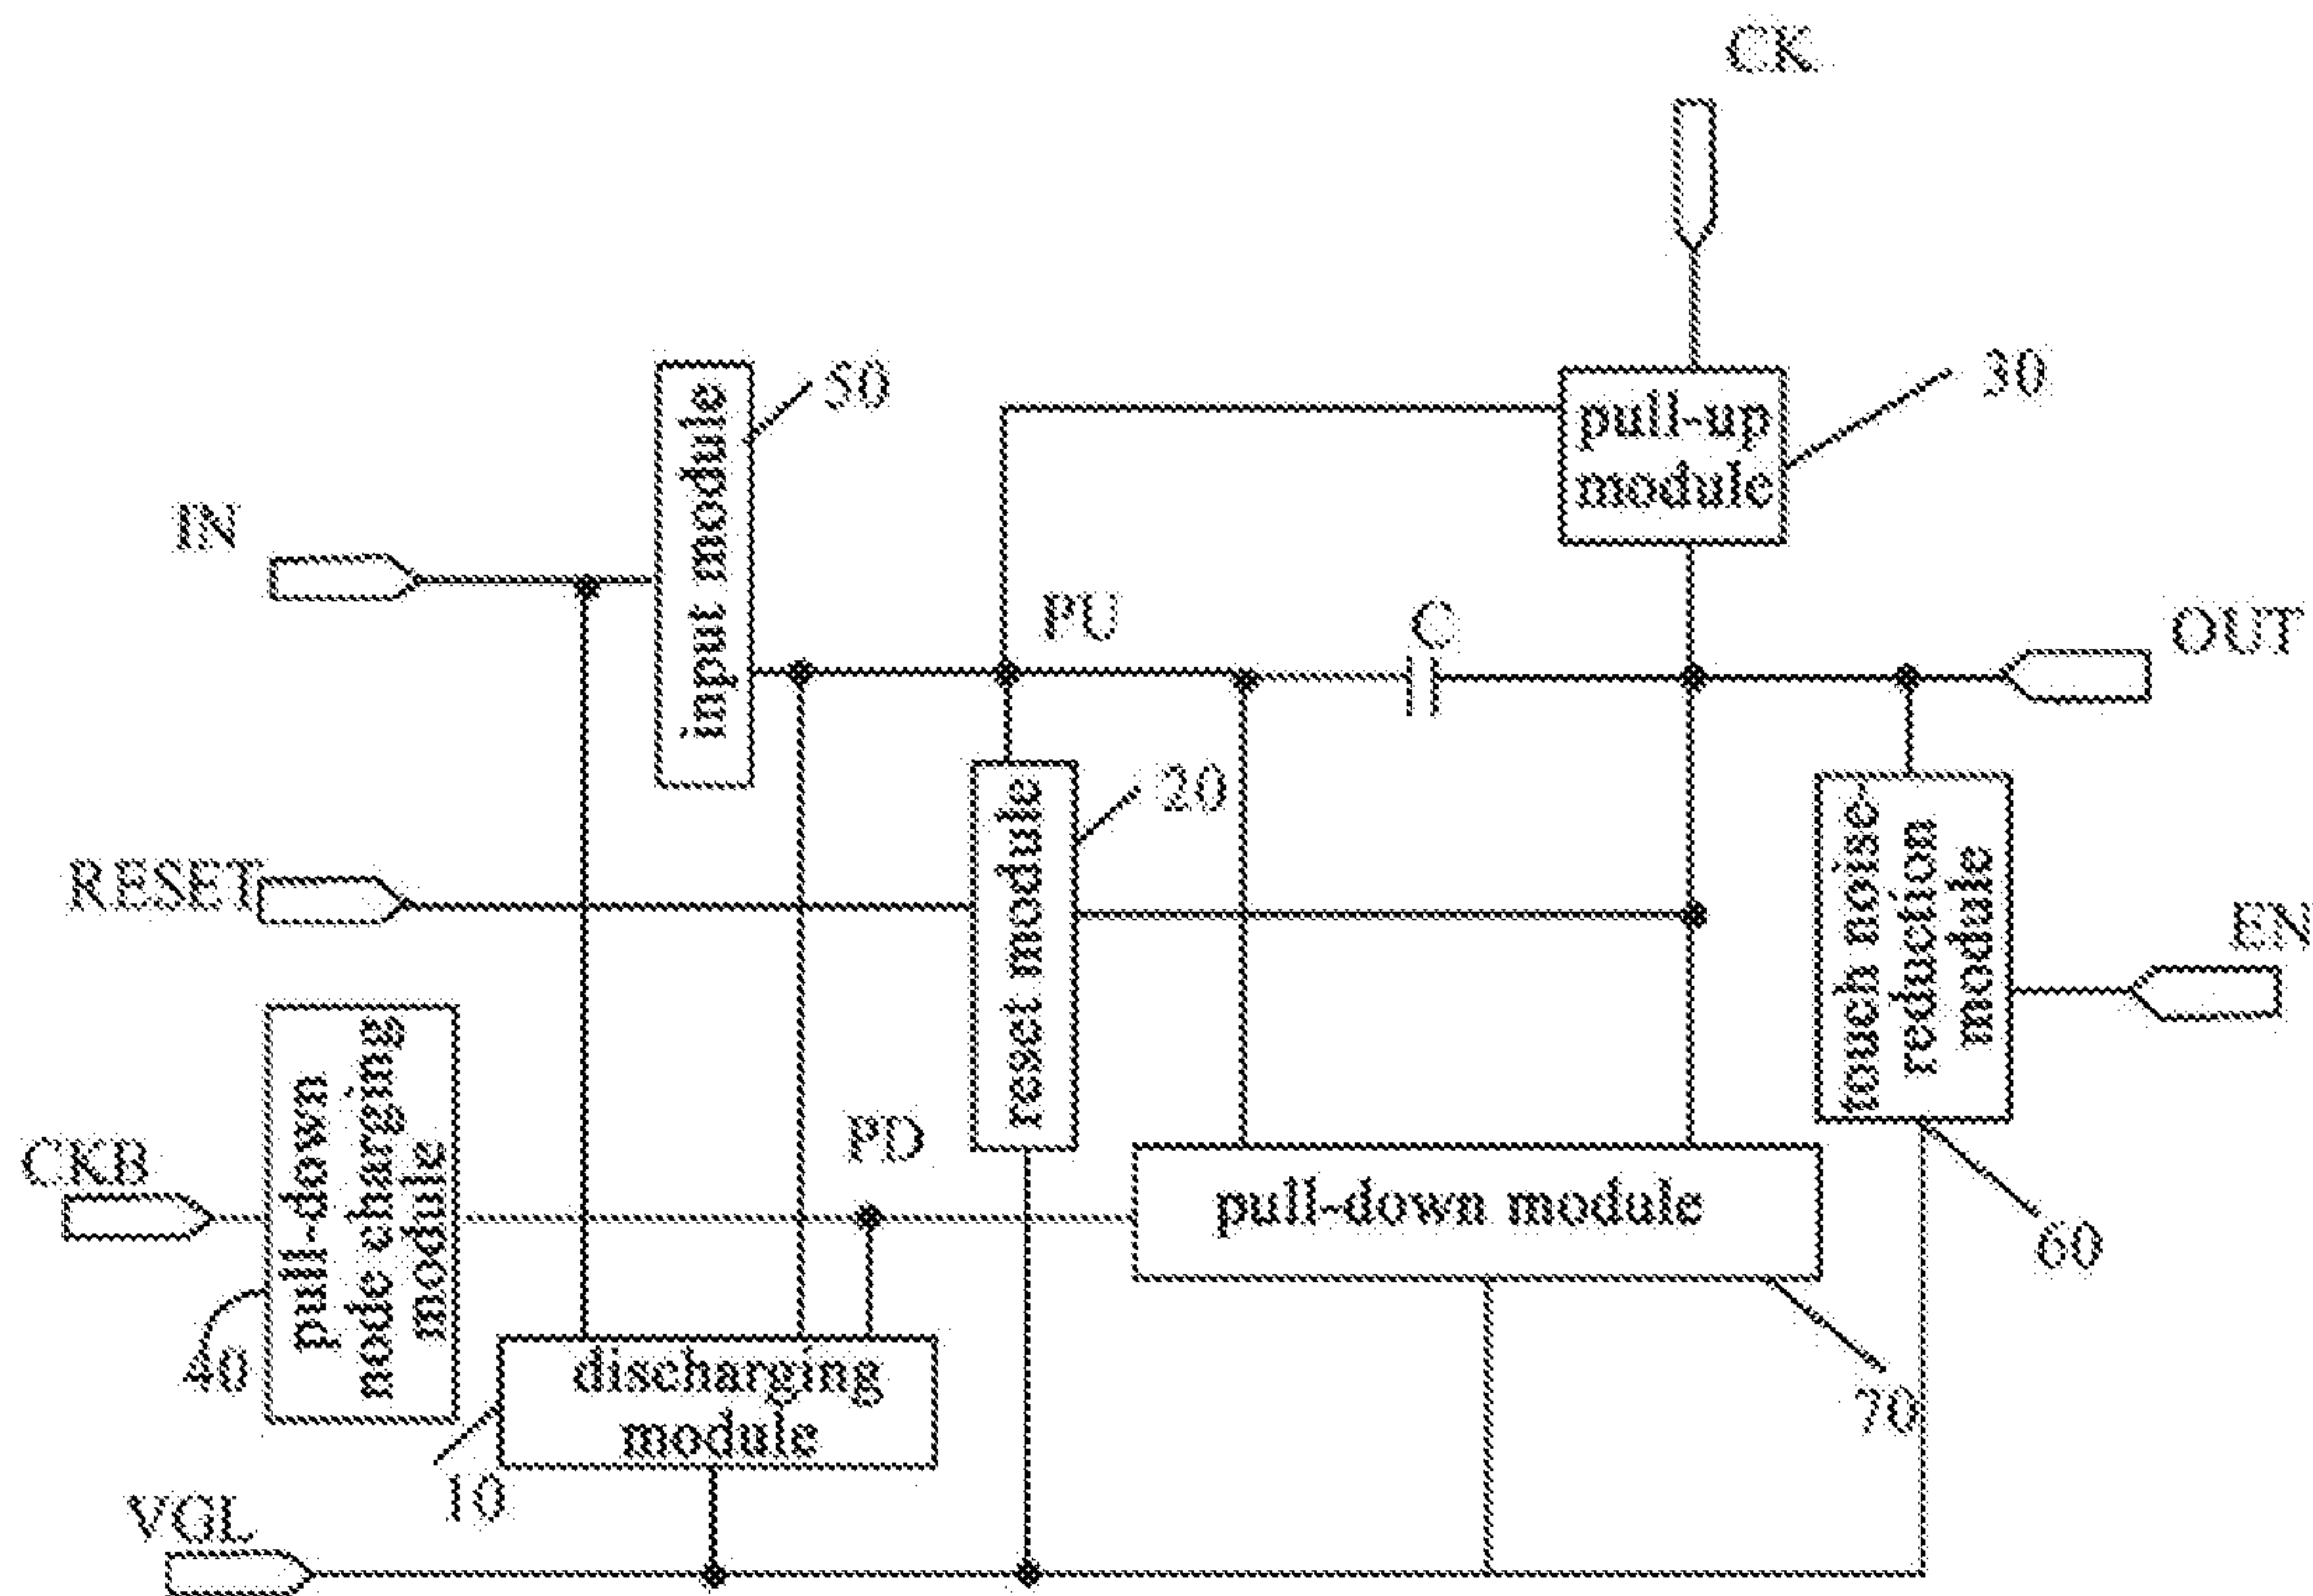 CK
pull-up
module
30
input module
50
IN
PU
C
OUT
20
reset module
touch noise
reduction
module
RESET
EN
pull-down
node charging
module
CKB
PD
pull-down module
60
40
discharging
module
70
10
VGL